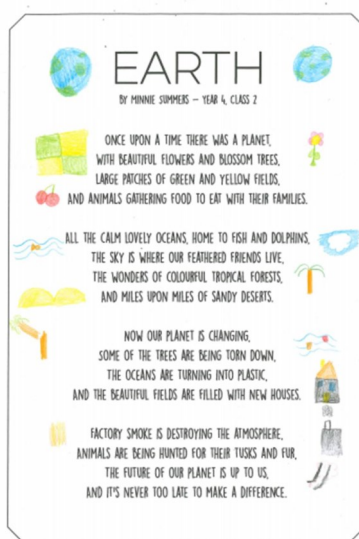 EARTH
BY MINNIE SUMMERS – YEAR 4, CLASS 2
ONCE UPON A TIME THERE WAS A PLANET,
WITH BEAUTIFUL FLOWERS AND BLOSSOM TREES,
LARGE PATCHES OF GREEN AND YELLOW FIELDS,
AND ANIMALS GATHERING FOOD TO EAT WITH THEIR FAMILIES.
ALL THE CALM LOVELY OCEANS, HOME TO FISH AND DOLPHINS,
THE SKY IS WHERE OUR FEATHERED FRIENDS LIVE,
THE WONDERS OF COLOURFUL TROPICAL FORESTS,
AND MILES UPON MILES OF SANDY DESERTS.
NOW OUR PLANET IS CHANGING,
SOME OF THE TREES ARE BEING TORN DOWN,
THE OCEANS ARE TURNING INTO PLASTIC,
AND THE BEAUTIFUL FIELDS ARE FILLED WITH NEW HOUSES.
FACTORY SMOKE IS DESTROYING THE ATMOSPHERE,
ANIMALS ARE BEING HUNTED FOR THEIR TUSKS AND FUR,
THE FUTURE OF OUR PLANET IS UP TO US,
AND IT'S NEVER TOO LATE TO MAKE A DIFFERENCE.